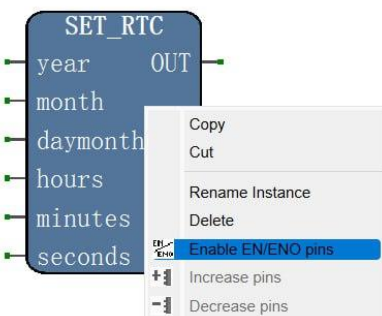 SET_RTC
year OUT
month
daymonth
hours
minutes
seconds
Copy
Cut
Rename Instance
Delete
EN
ENO
Enable EN/ENO pins
Increase pins
Decrease pins